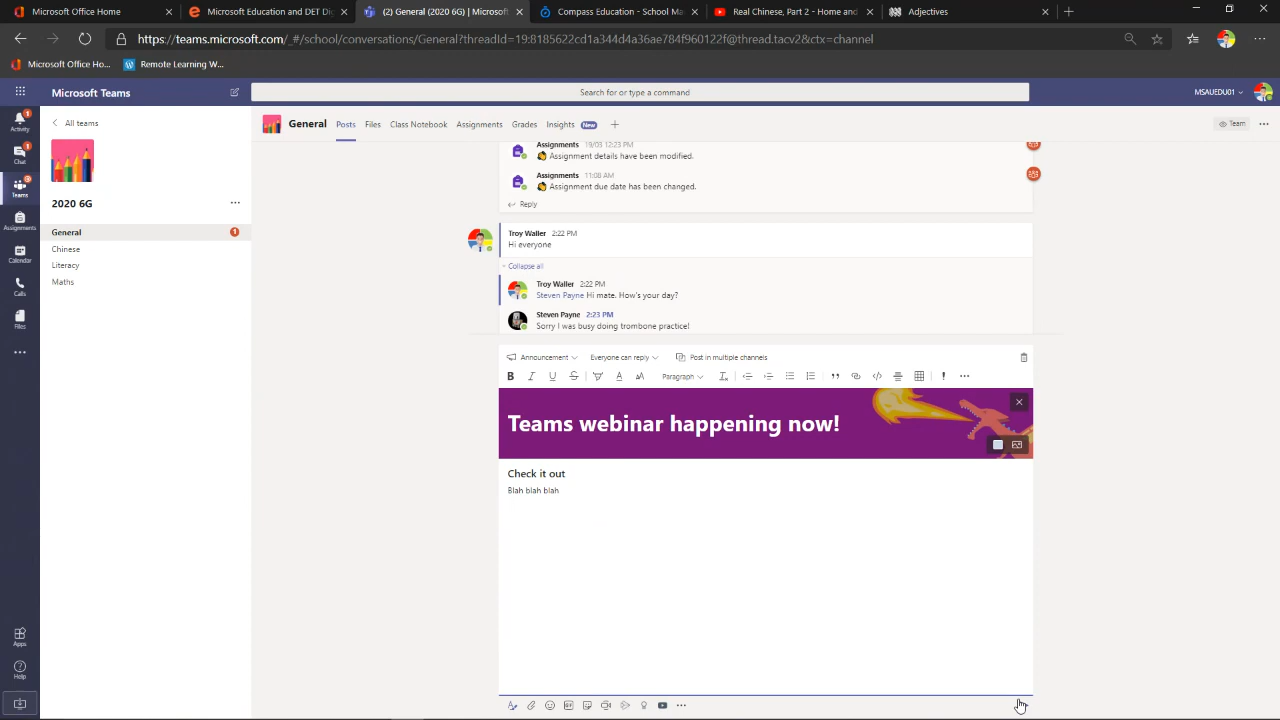 Microsoft Office Home
Microsoft Education and DET Dig
(2) General (2020 6G) | Microsoft
Compass Education - School Ma
Real Chinese, Part 2 - Home and
Adjectives
https://teams.microsoft.com/_#/school/conversations/General?threadId=19:8185622cd1a344d4a36ae784f960122f@thread.tacv2&ctx=channel
Microsoft Office Ho...
Remote Learning W...
Microsoft Teams
Search for or type a command
MSAUEDU01
Activity
1
Chat
1
Teams
Assignments
Calendar
Calls
Files
Apps
Help
All teams
2020 6G
General
1
Chinese
Literacy
Maths
General
Posts
Files
Class Notebook
Assignments
Grades
Insights
New
Team
Assignments 19/03 12:23 PM
Assignment details have been modified.
Assignments 11:08 AM
Assignment due date has been changed.
Reply
Troy Waller 2:22 PM
Hi everyone
Collapse all
Troy Waller 2:22 PM
Steven Payne Hi mate. How's your day?
Steven Payne 2:23 PM
Sorry I was busy doing trombone practice!
Announcement
Everyone can reply
Post in multiple channels
B I U S A AA Paragraph
Teams webinar happening now!
Check it out
Blah blah blah